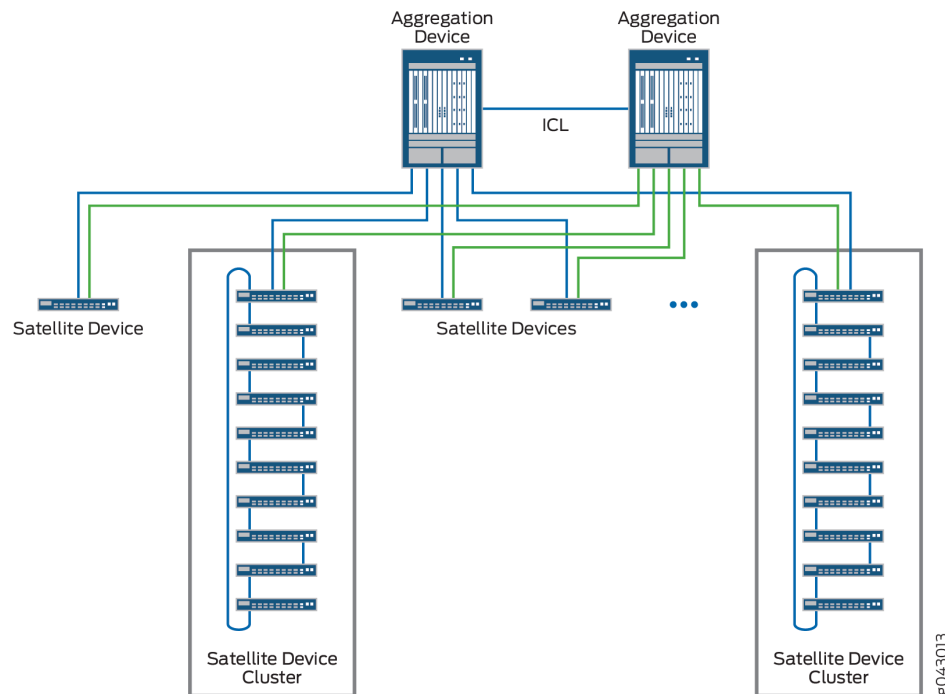 Aggregation
Device
Aggregation
Device
ICL
Satellite Device
Satellite Devices
Satellite Device
Cluster
Satellite Device
Cluster
g043013